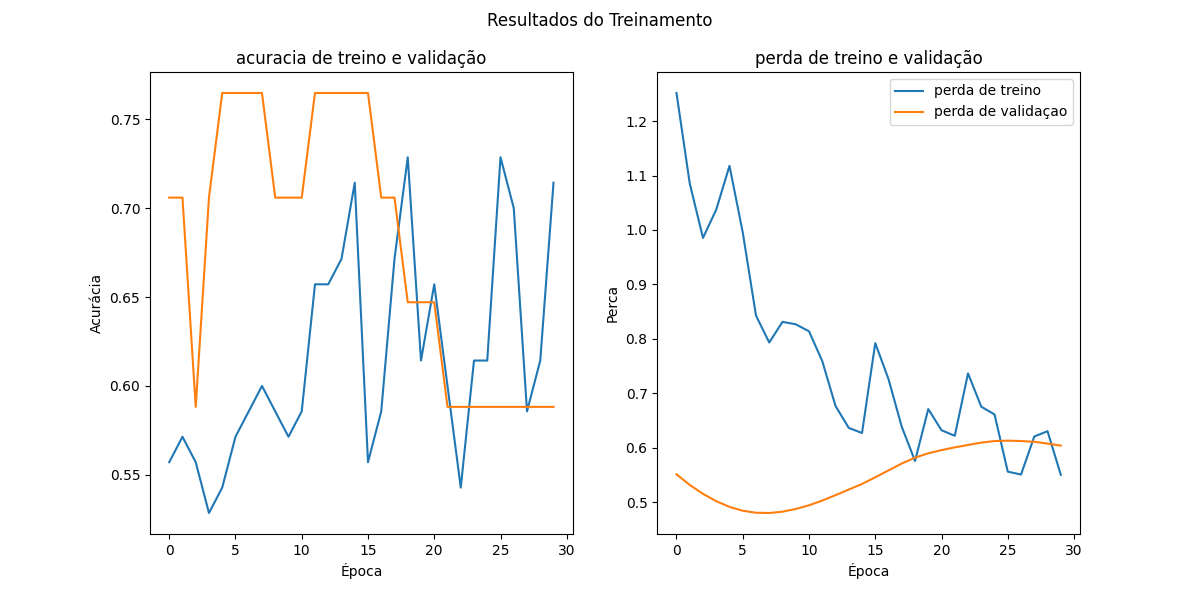 Resultados do Treinamento
acuracia de treino e validação
Acurácia
0.75
0.70
0.65
0.60
0.55
0 5 10 15 20 25 30
Época
perda de treino e validação
perda de treino
perda de validaçao
Perca
1.2
1.1
1.0
0.9
0.8
0.7
0.6
0.5
0 5 10 15 20 25 30
Época